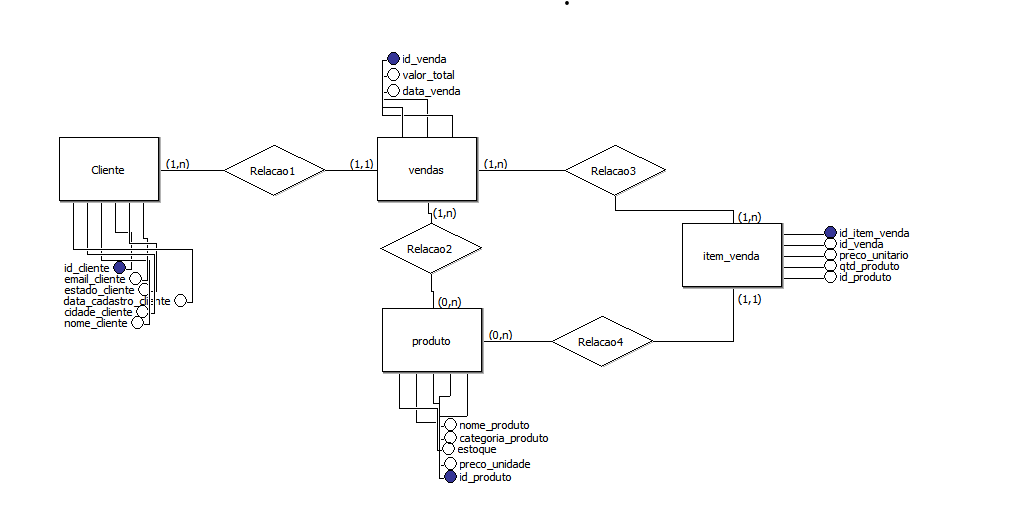 id_venda
valor_total
data_venda
Cliente
(1,n)
Relacao1
(1,1)
vendas
(1,n)
Relacao3
(1,n)
Relacao2
(0,n)
(1,n)
item_venda
id_item_venda
id_venda
preco_unitario
qtd_produto
id_produto
(1,1)
id_cliente
email_cliente
estado_cliente
data_cadastro_cliente
cidade_cliente
nome_cliente
produto
(0,n)
Relacao4
nome_produto
categoria_produto
estoque
preco_unidade
id_produto